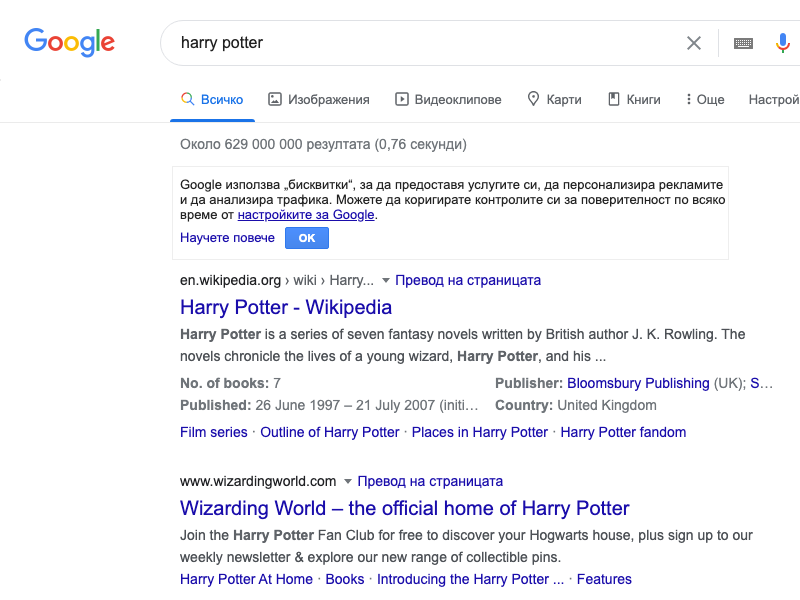 Google
harry potter
Всичко Изображения Видеоклипове Карти Книги Още Настрой
Около 629 000 000 резултата (0,76 секунди)
Google използва „бисквитки“, за да предоставя услугите си, да персонализира рекламите
и да анализира трафика. Можете да коригирате контролите си за поверителност по всяко
време от настройките за Google.
Научете повече OK
en.wikipedia.org › wiki › Harry... Превод на страницата
Harry Potter - Wikipedia
Harry Potter is a series of seven fantasy novels written by British author J. K. Rowling. The
novels chronicle the lives of a young wizard, Harry Potter, and his ...
No. of books: 7 Publisher: Bloomsbury Publishing (UK); S…
Published: 26 June 1997 – 21 July 2007 (initi… Country: United Kingdom
Film series · Outline of Harry Potter · Places in Harry Potter · Harry Potter fandom
www.wizardingworld.com Превод на страницата
Wizarding World – the official home of Harry Potter
Join the Harry Potter Fan Club for free to discover your Hogwarts house, plus sign up to our
weekly newsletter & explore our new range of collectible pins.
Harry Potter At Home · Books · Introducing the Harry Potter ... · Features